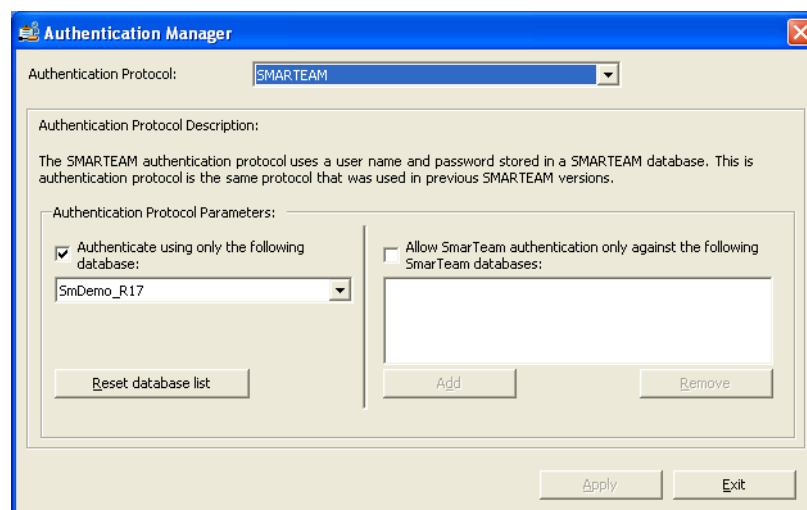 Authentication Manager
Authentication Protocol:
SMARTEAM
Authentication Protocol Description:
The SMARTEAM authentication protocol uses a user name and password stored in a SMARTEAM database. This is
authentication protocol is the same protocol that was used in previous SMARTEAM versions.
Authentication Protocol Parameters:
Authenticate using only the following
database:
SmDemo_R17
Reset database list
Allow SmarTeam authentication only against the following
SmarTeam databases:
Add
Remove
Apply
Exit